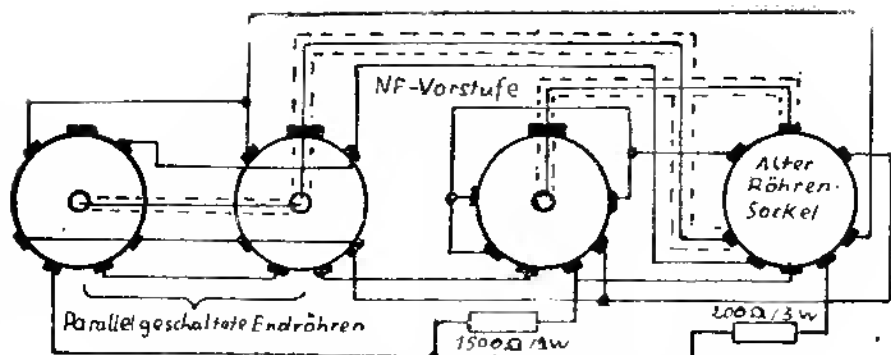 NF-Vorstufe
Alter
Röhren-
Sockel
Parallelgeschaltete Endröhren
1500Ω/1W
200Ω/3W